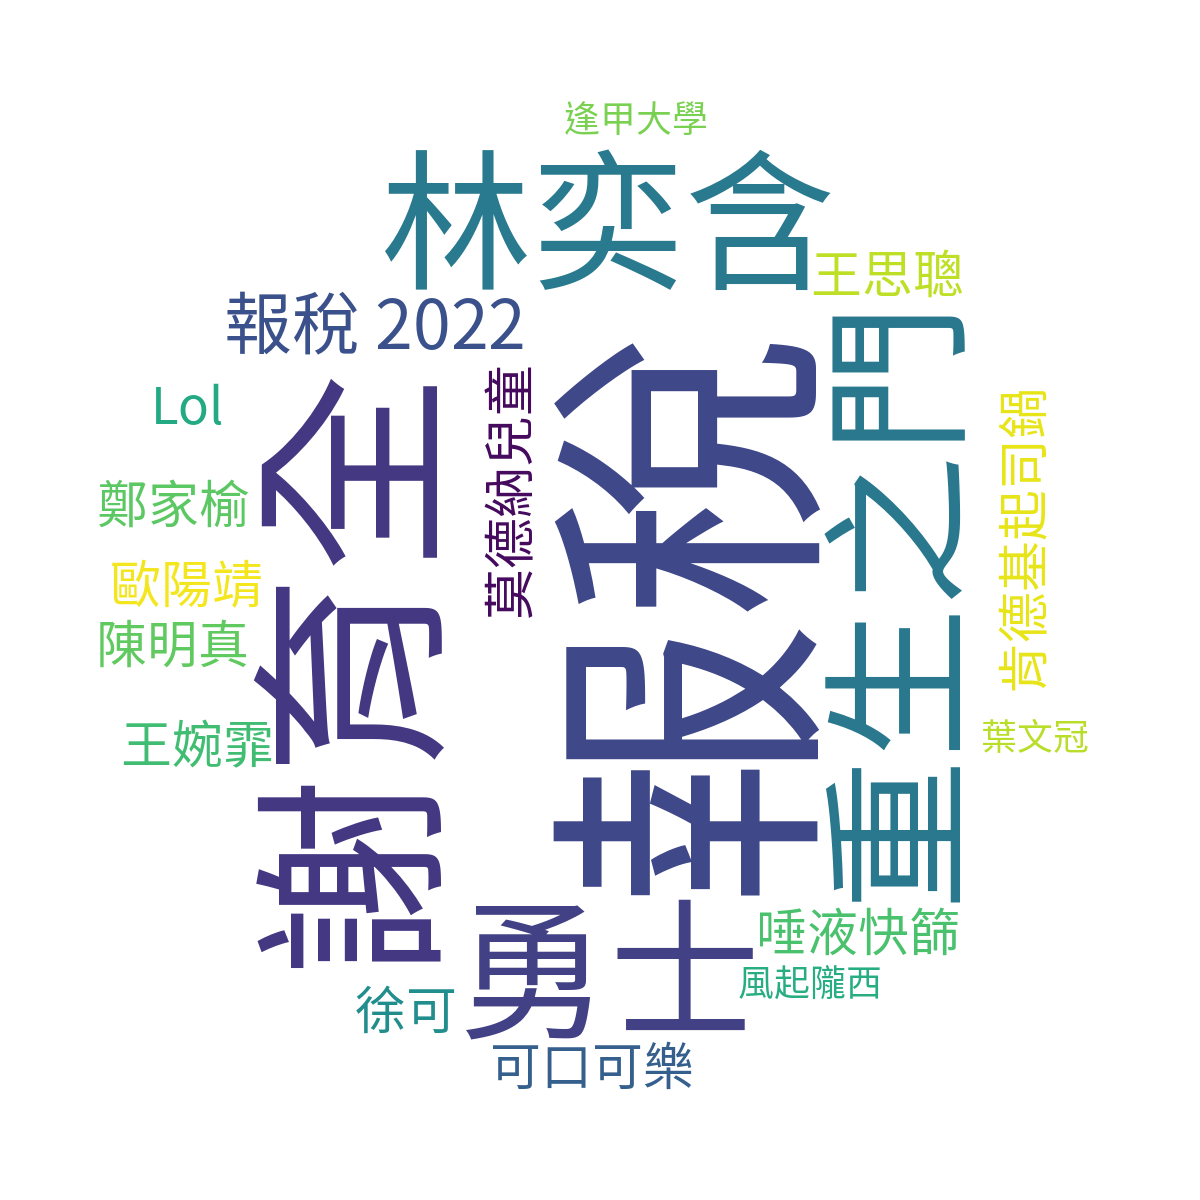 逢甲大學
林奕含
王思聰
報稅 2022
報稅
謝育全
重生之門
莫德納兒童
Lol
肯德基起司鍋
鄭家榆
歐陽靖
陳明真
王婉霏
葉文冠
勇士
唾液快篩
風起隴西
徐可
可口可樂